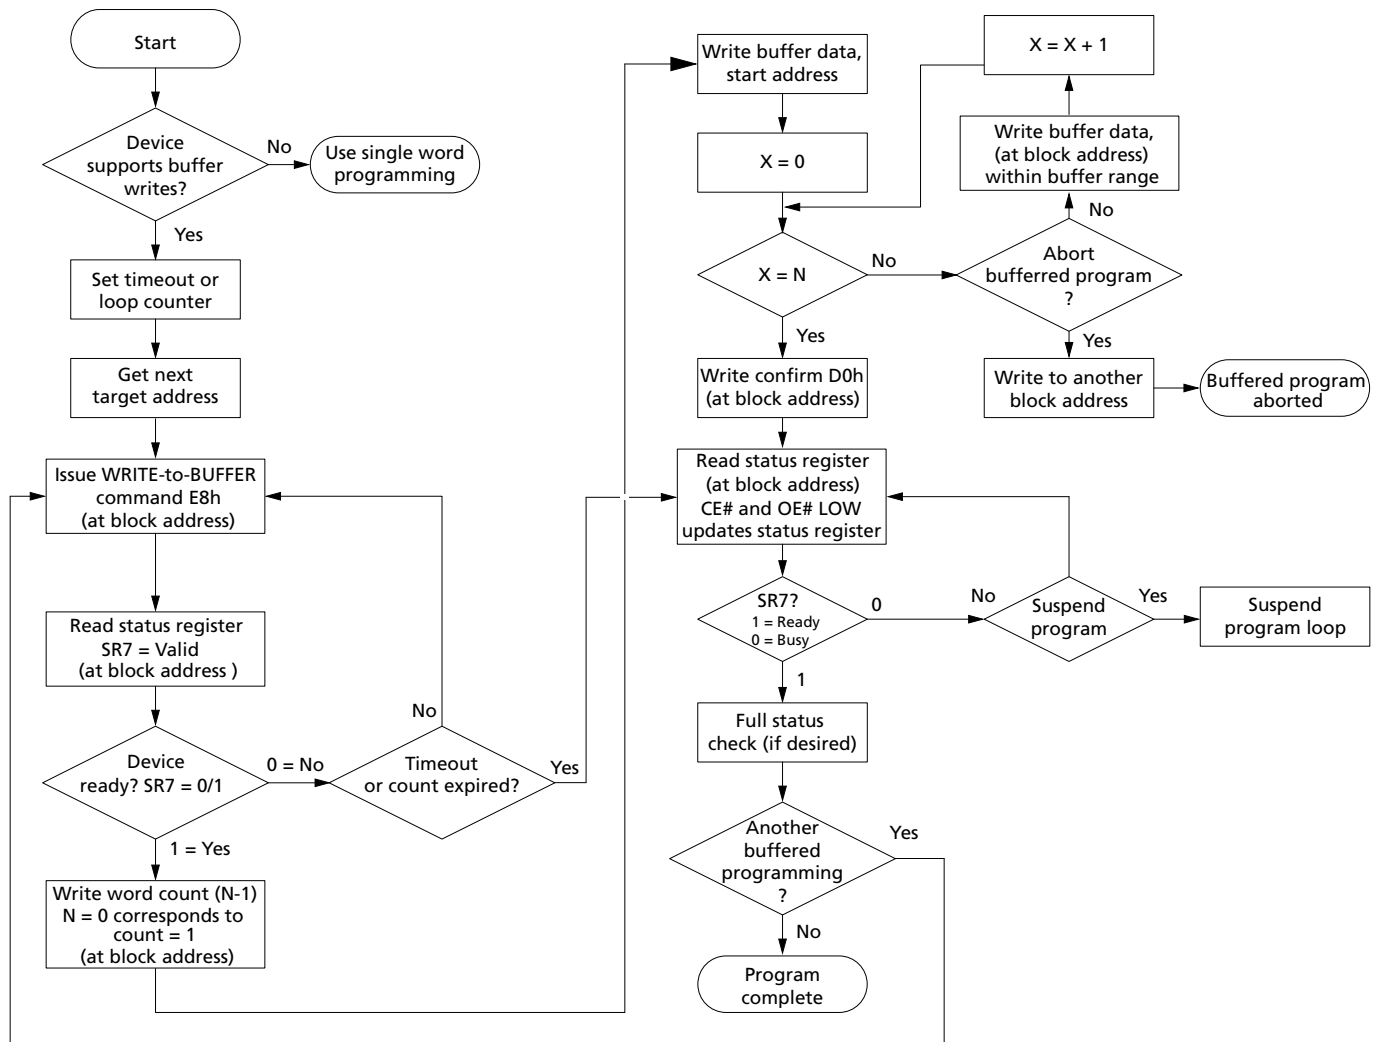 Start
Device
supports buffer
writes?
No
Use single word
programming
Yes
Set timeout or
loop counter
Get next
target address
Issue WRITE-to-BUFFER
command E8h
(at block address)
Read status register
SR7 = Valid
(at block address )
No
Device
ready? SR7 = 0/1
0 = No
Timeout
or count expired?
Yes
1 = Yes
Write word count (N-1)
N = 0 corresponds to
count = 1
(at block address)
Write buffer data,
start address
X = X + 1
X = 0
Write buffer data,
(at block address)
within buffer range
No
X = N
No
Abort
bufferred program
?
Yes
Yes
Write confirm D0h
(at block address)
Write to another
block address
Buffered program
aborted
Read status register
(at block address)
CE# and OE# LOW
updates status register
SR7?
1 = Ready
0 = Busy
0
No
Suspend
program
Yes
Suspend
program loop
1
Full status
check (if desired)
Another
buffered
programming
?
Yes
No
Program
complete